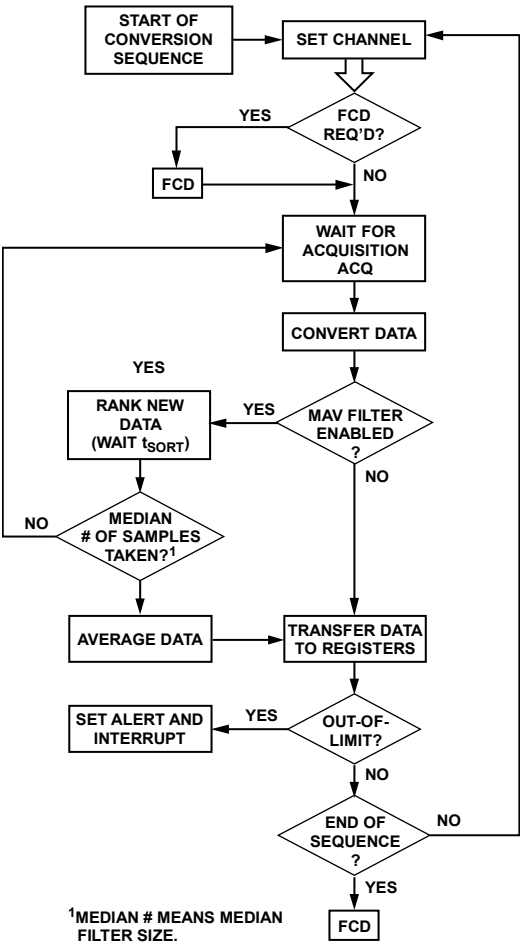 START OF
CONVERSION
SEQUENCE
SET CHANNEL
YES
FCD
REQ'D?
FCD
NO
WAIT FOR
ACQUISITION
ACQ
CONVERT DATA
YES
RANK NEW
DATA
(WAIT tSORT)
YES
MAV FILTER
ENABLED
?
NO
NO
MEDIAN
# OF SAMPLES
TAKEN?1
AVERAGE DATA
TRANSFER DATA
TO REGISTERS
SET ALERT AND
INTERRUPT
YES
OUT-OF-
LIMIT?
NO
END OF
SEQUENCE
?
NO
YES
FCD
1MEDIAN # MEANS MEDIAN
FILTER SIZE.